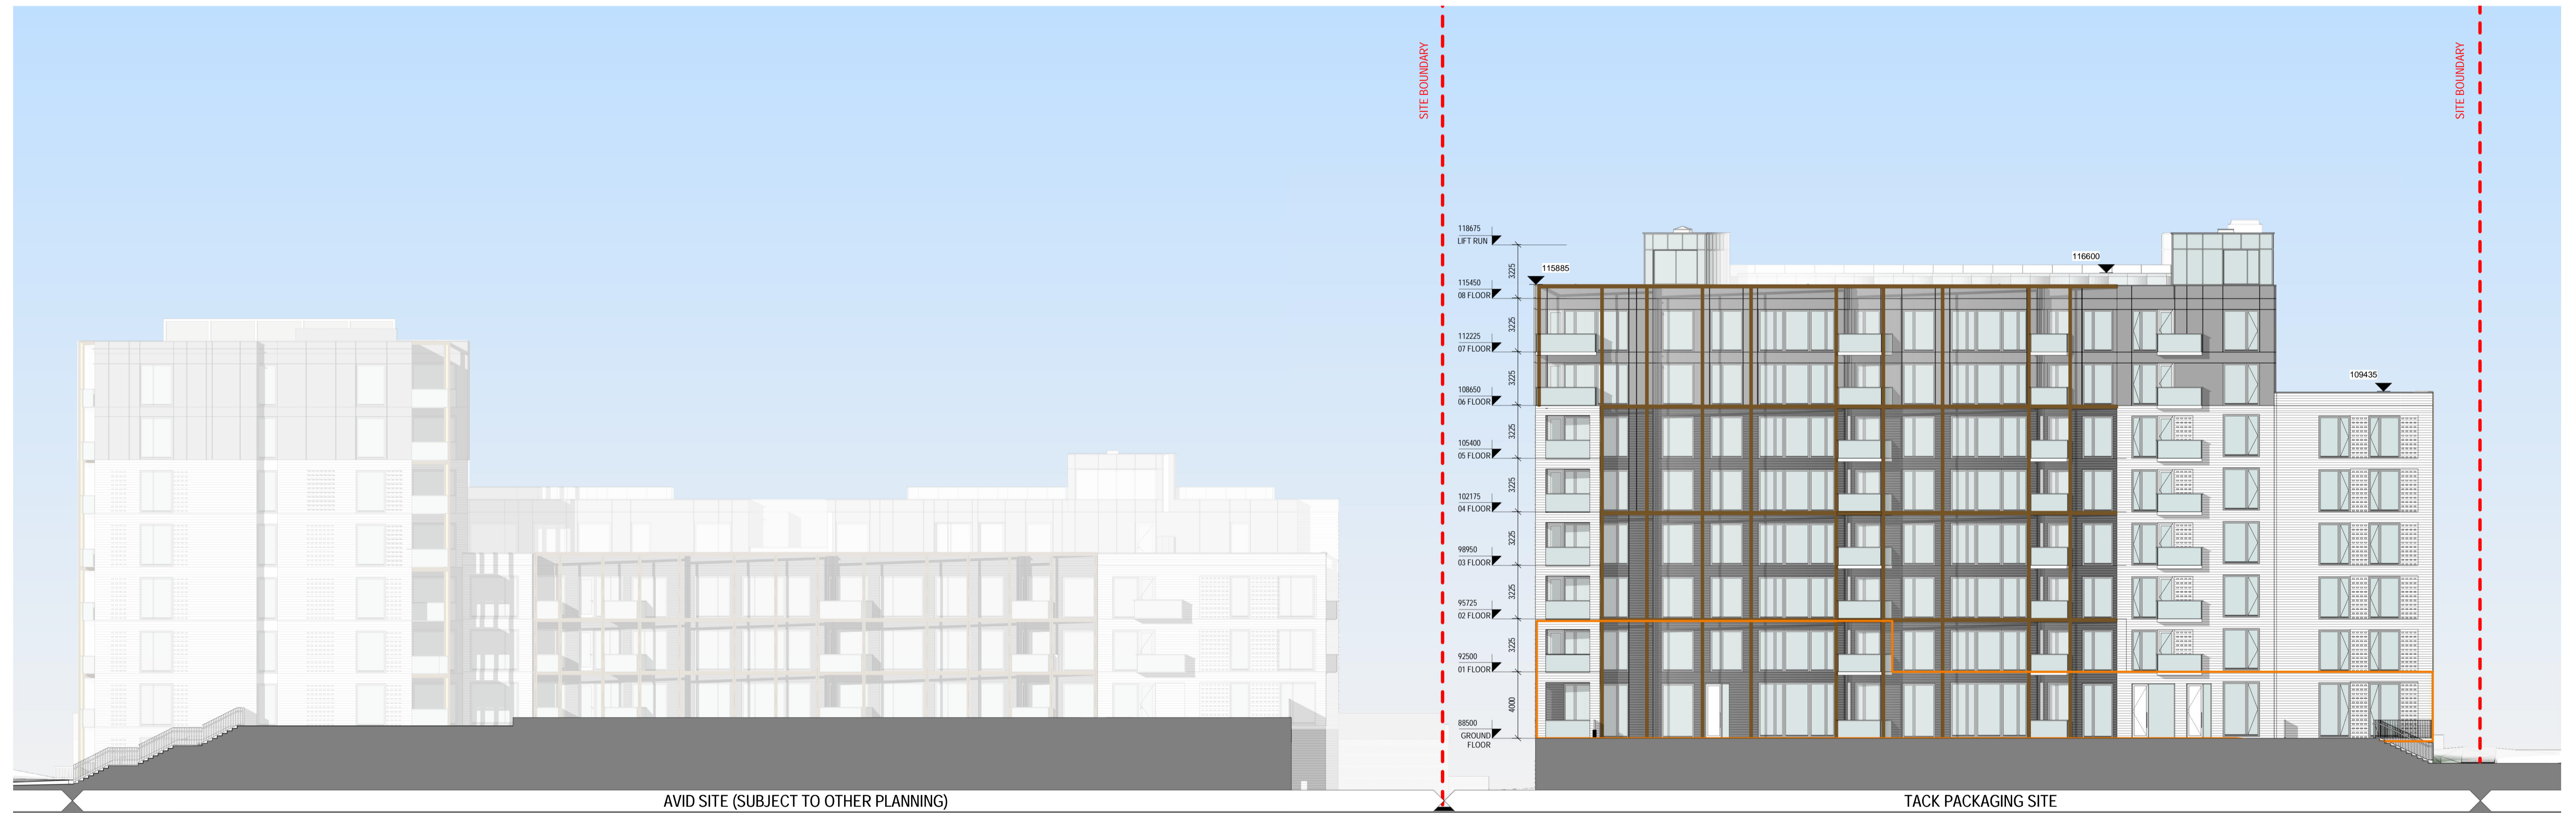 SITE BOUNDARY
SITE BOUNDARY
118675
LIFT RUN
3225
115885
116600
115450
08 FLOOR
3225
112225
07 FLOOR
3225
109435
108650
06 FLOOR
3225
105400
05 FLOOR
3225
102175
04 FLOOR
3225
98950
03 FLOOR
3225
95725
02 FLOOR
3225
92500
01 FLOOR
4000
88500
GROUND
FLOOR
AVID SITE (SUBJECT TO OTHER PLANNING)
TACK PACKAGING SITE